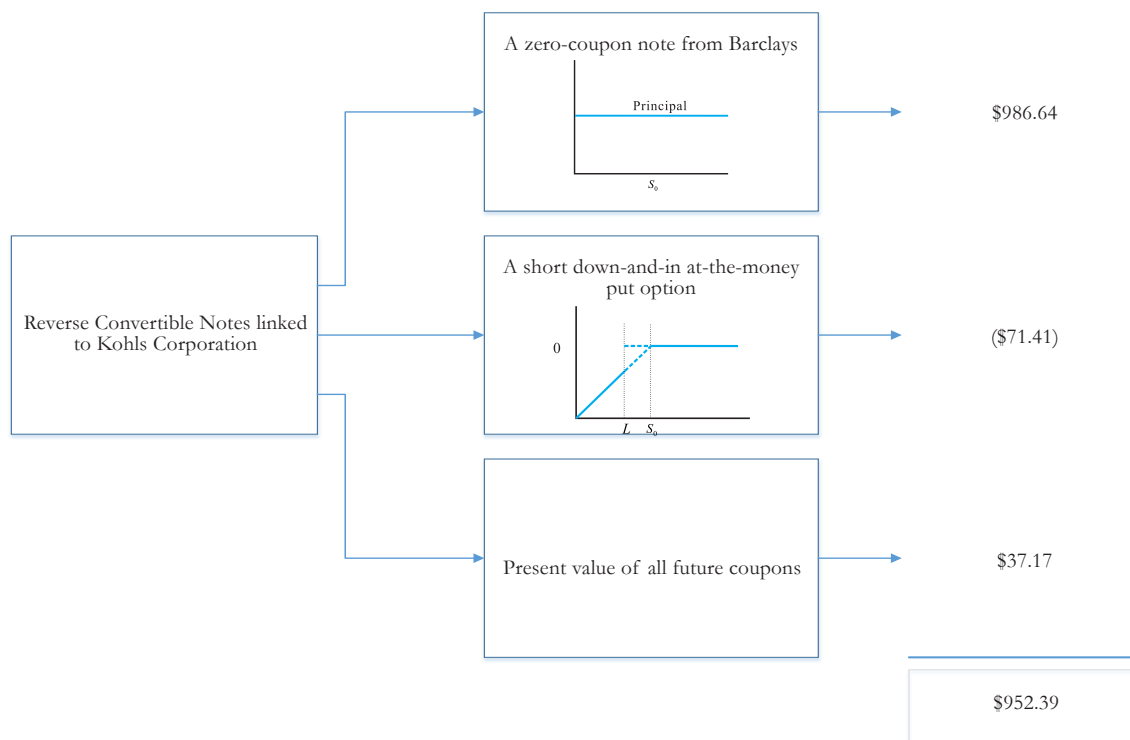 A zero-coupon note from Barclays
Principal
S₀
$986.64
Reverse Convertible Notes linked
to Kohls Corporation
A short down-and-in at-the-money
put option
0
L S₀
($71.41)
Present value of all future coupons
$37.17
$952.39